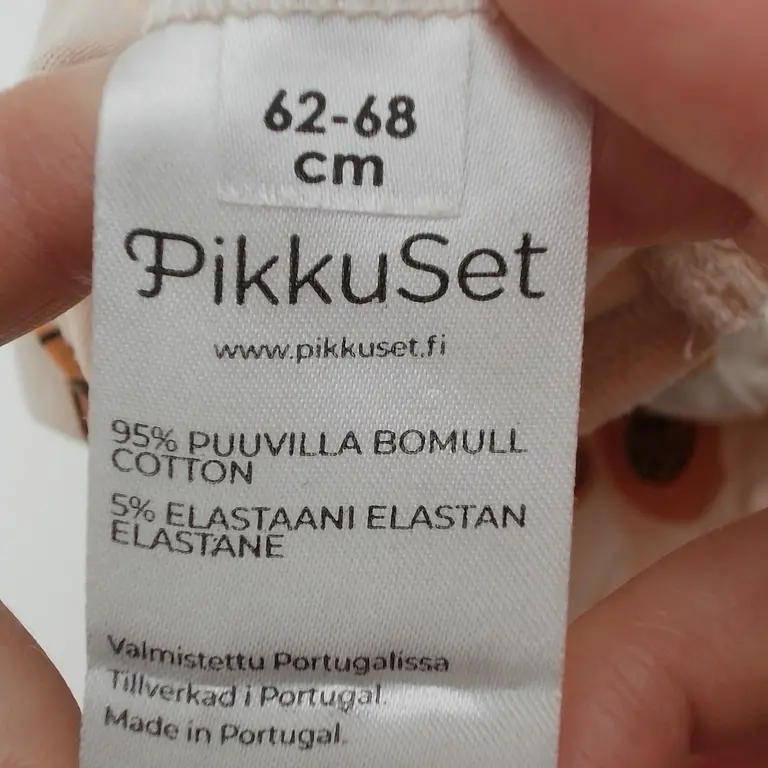 62-68
cm
PikkuSet
www.pikkuset.fi
95% PUUVILLA BOMULL
COTTON
5% ELASTAANI ELASTAN
ELASTANE
Valmistettu Portugalissa
Tillverkad i Portugal.
Made in Portugal.